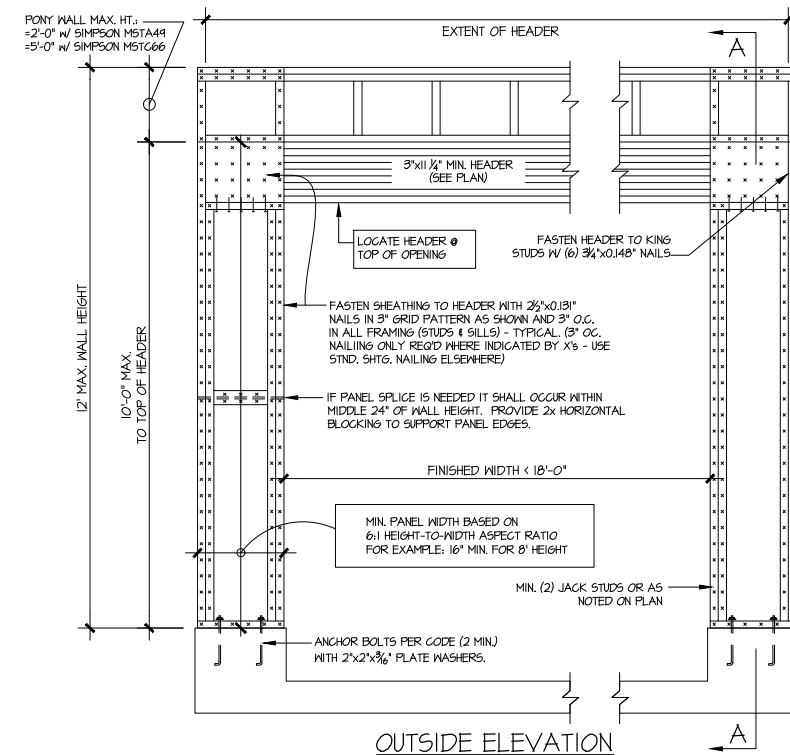 PONY WALL MAX. HT.:
=2'-0" W/ SIMPSON MSTA49
=5'-0" W/ SIMPSON MSTC66
EXTENT OF HEADER
A
3"x11 1/4" MIN. HEADER
(SEE PLAN)
LOCATE HEADER @
TOP OF OPENING
FASTEN HEADER TO KING
STUDS W/ (6) 3 1/4"x0.148" NAILS
12' MAX. WALL HEIGHT
10'-0" MAX.
TO TOP OF HEADER
FASTEN SHEATHING TO HEADER WITH 2 1/2"x0.131"
NAILS IN 3" GRID PATTERN AS SHOWN AND 3" O.C.
IN ALL FRAMING (STUDS & SILLS) - TYPICAL. (3" OC.
NAILIING ONLY REQ'D WHERE INDICATED BY X's - USE
STND. SHTG. NAILING ELSEWHERE)
IF PANEL SPLICE IS NEEDED IT SHALL OCCUR WITHIN
MIDDLE 24" OF WALL HEIGHT. PROVIDE 2x HORIZONTAL
BLOCKING TO SUPPORT PANEL EDGES.
FINISHED WIDTH < 18'-0"
MIN. PANEL WIDTH BASED ON
6:1 HEIGHT-TO-WIDTH ASPECT RATIO
FOR EXAMPLE: 16" MIN. FOR 8' HEIGHT
MIN. (2) JACK STUDS OR AS
NOTED ON PLAN
ANCHOR BOLTS PER CODE (2 MIN.)
WITH 2"x2"x3/16" PLATE WASHERS.
A
OUTSIDE ELEVATION